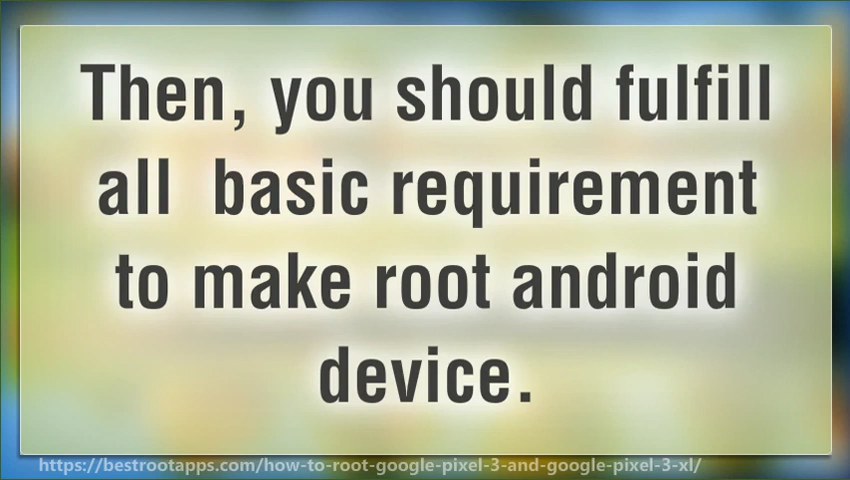 Then, you should fulfill
all basic requirement
to make root android
device.
https://bestrootapps.com/how-to-root-google-pixel-3-and-google-pixel-3-xl/